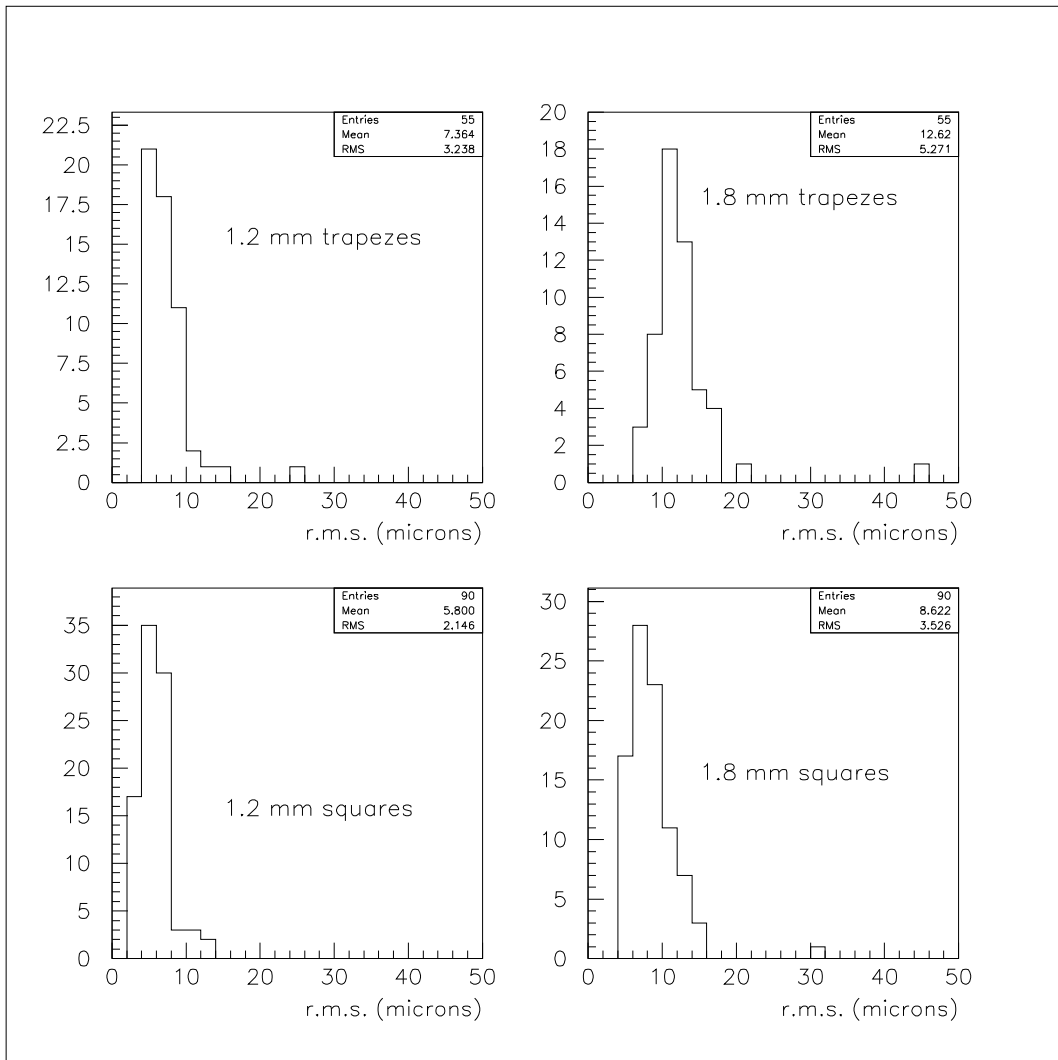 Entries 55
Mean 7.364
RMS 3.238
1.2 mm trapezes
22.5
20
17.5
15
12.5
10
7.5
5
2.5
0
0 10 20 30 40 50
r.m.s. (microns)
Entries 55
Mean 12.62
RMS 5.271
1.8 mm trapezes
20
18
16
14
12
10
8
6
4
2
0
0 10 20 30 40 50
r.m.s. (microns)
Entries 90
Mean 5.800
RMS 2.146
1.2 mm squares
35
30
25
20
15
10
5
0
0 10 20 30 40 50
r.m.s. (microns)
Entries 90
Mean 8.622
RMS 3.526
1.8 mm squares
30
25
20
15
10
5
0
0 10 20 30 40 50
r.m.s. (microns)